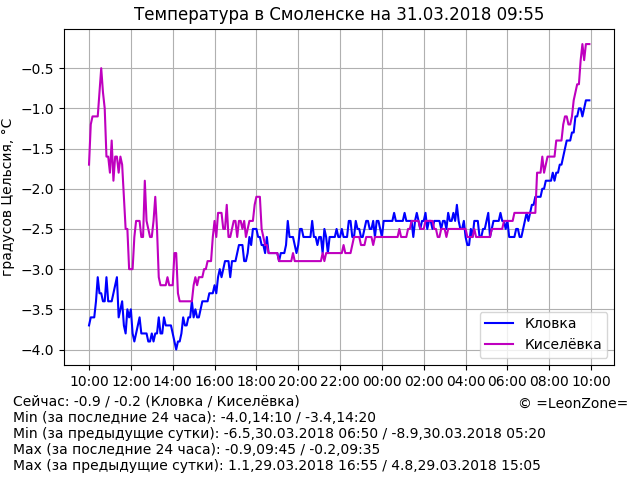 Температура в Смоленске на 31.03.2018 09:55
градусов Цельсия, °C
−0.5
−1.0
−1.5
−2.0
−2.5
−3.0
−3.5
−4.0
Кловка
Киселёвка
10:00 12:00 14:00 16:00 18:00 20:00 22:00 00:00 02:00 04:00 06:00 08:00 10:00
Сейчас: -0.9 / -0.2 (Кловка / Киселёвка)
© =LeonZone=
Min (за последние 24 часа): -4.0,14:10 / -3.4,14:20
Min (за предыдущие сутки): -6.5,30.03.2018 06:50 / -8.9,30.03.2018 05:20
Max (за последние 24 часа): -0.9,09:45 / -0.2,09:35
Max (за предыдущие сутки): 1.1,29.03.2018 16:55 / 4.8,29.03.2018 15:05